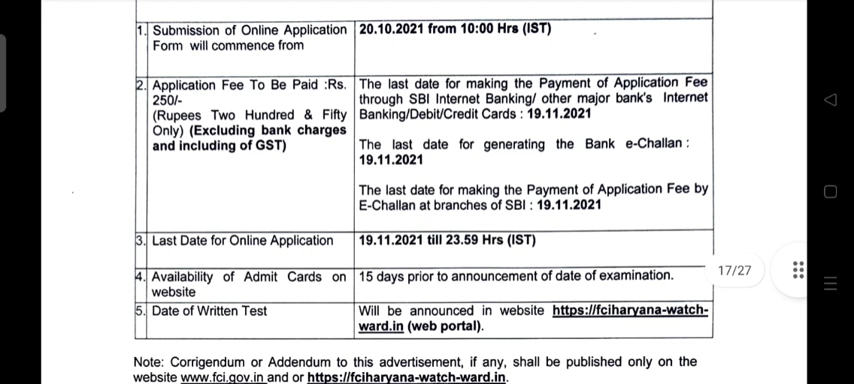 1. Submission of Online Application Form will commence from
20.10.2021 from 10:00 Hrs (IST)
2. Application Fee To Be Paid :Rs.
250/-
(Rupees Two Hundred & Fifty
Only) (Excluding bank charges
and including of GST)
The last date for making the Payment of Application Fee
through SBI Internet Banking/ other major bank's Internet
Banking/Debit/Credit Cards : 19.11.2021
The last date for generating the Bank e-Challan :
19.11.2021
The last date for making the Payment of Application Fee by
E-Challan at branches of SBI : 19.11.2021
3. Last Date for Online Application
19.11.2021 till 23.59 Hrs (IST)
17/27
4. Availability of Admit Cards on
website
15 days prior to announcement of date of examination.
5. Date of Written Test
Will be announced in website https://fciharyana-watch-
ward.in (web portal).
Note: Corrigendum or Addendum to this advertisement, if any, shall be published only on the
website www.fci.gov.in and or https://fciharyana-watch-ward.in.